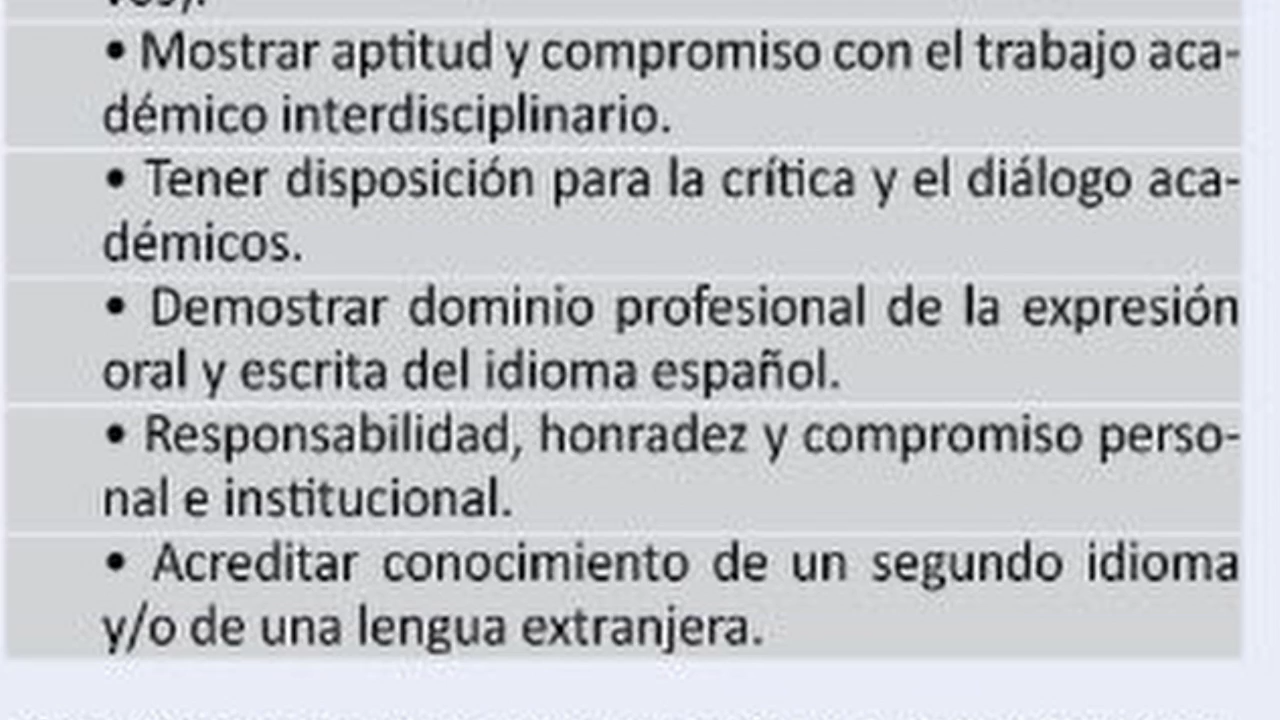 • Mostrar aptitud y compromiso con el trabajo aca-
démico interdisciplinario.
• Tener disposición para la crítica y el diálogo aca-
démicos.
• Demostrar dominio profesional de la expresión
oral y escrita del idioma español.
• Responsabilidad, honradez y compromiso perso-
nal e institucional.
• Acreditar conocimiento de un segundo idioma
y/o de una lengua extranjera.